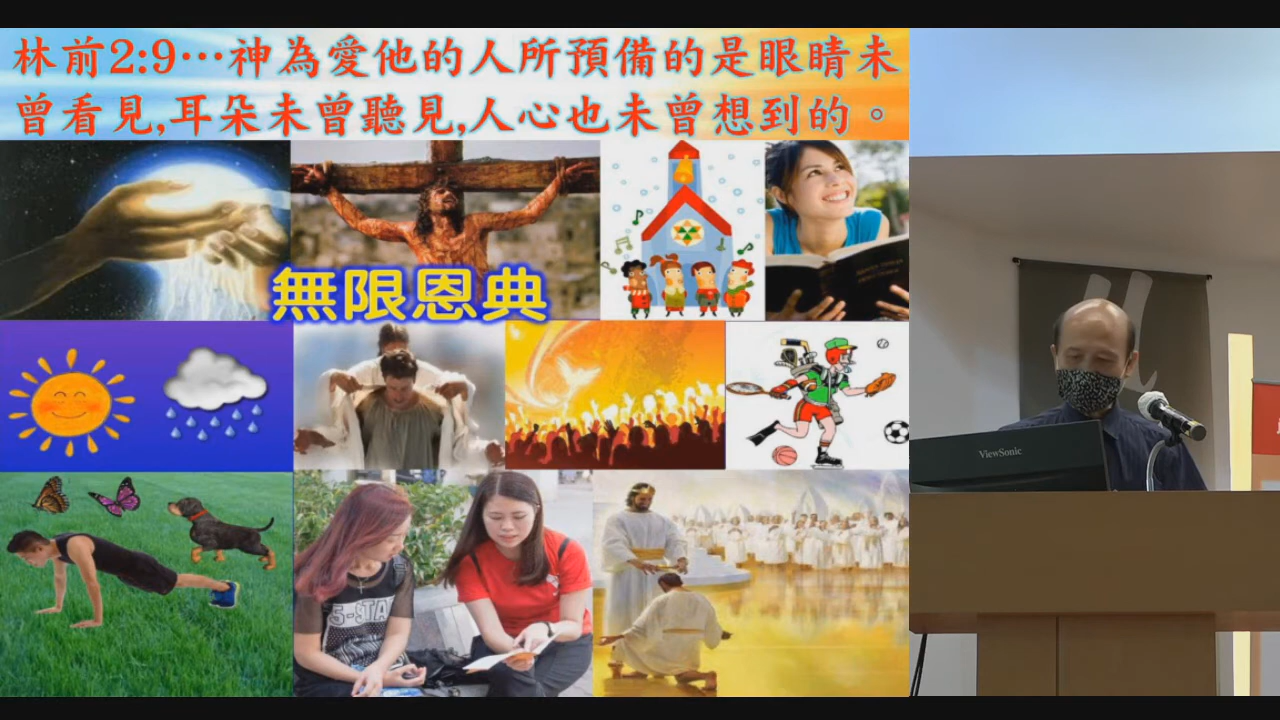 林前2:9…神為愛他的人所預備的是眼睛未
曾看見,耳朵未曾聽見,人心也未曾想到的。
無限恩典
ViewSonic